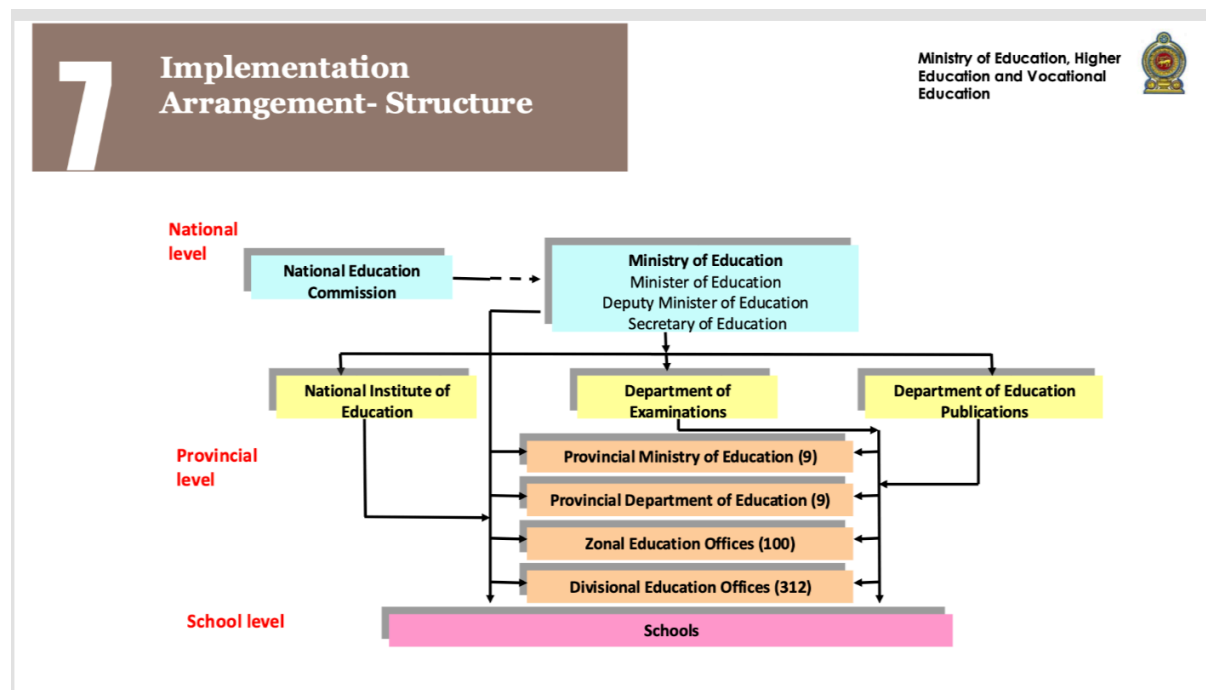 7
Implementation
Arrangement- Structure
Ministry of Education, Higher
Education and Vocational
Education
National
level
National Education
Commission
Ministry of Education
Minister of Education
Deputy Minister of Education
Secretary of Education
National Institute of
Education
Department of
Examinations
Department of Education
Publications
Provincial
level
Provincial Ministry of Education (9)
Provincial Department of Education (9)
Zonal Education Offices (100)
Divisional Education Offices (312)
School level
Schools